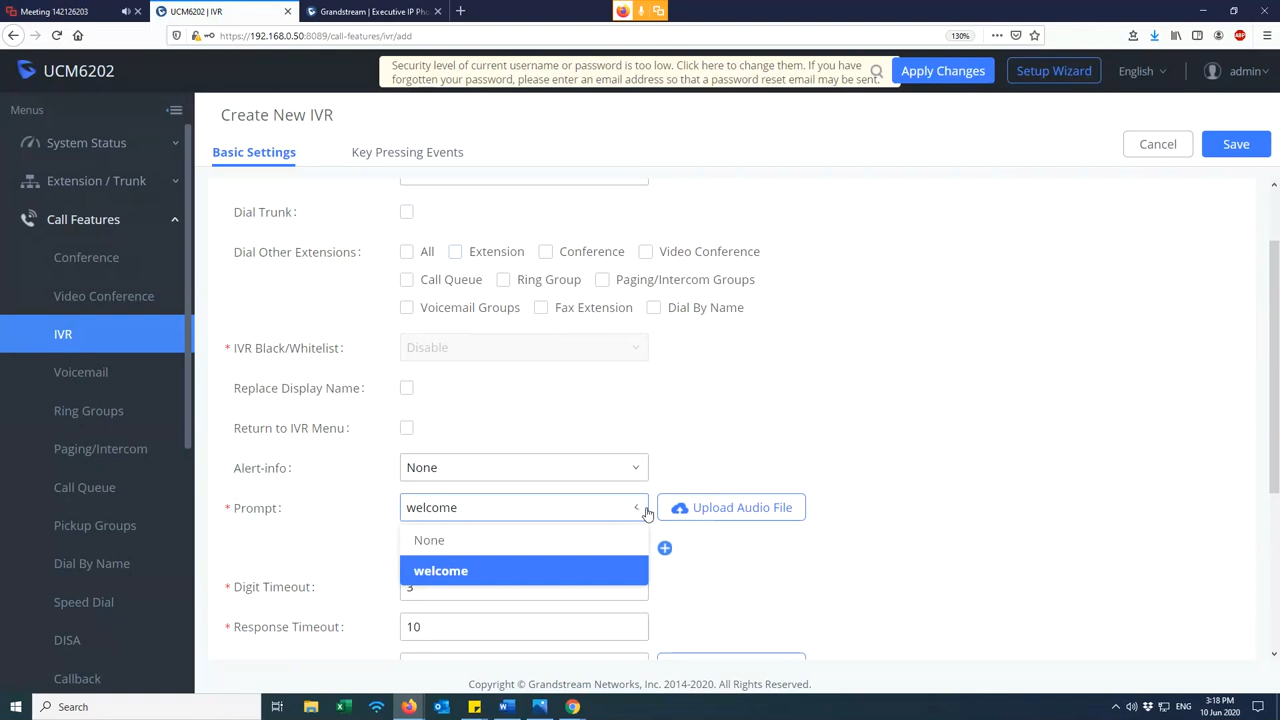 Meeting 142126203
UCM6202 | IVR
Grandstream | Executive IP Pho
https://192.168.0.50:8089/call-features/ivr/add
130%
ABP
UCM6202
Security level of current username or password is too low. Click here to change them. If you have
forgotten your password, please enter an email address so that a password reset email may be sent.
Apply Changes
Setup Wizard
English
admin
Menus
System Status
Extension / Trunk
Call Features
Conference
Video Conference
IVR
Voicemail
Ring Groups
Paging/Intercom
Call Queue
Pickup Groups
Dial By Name
Speed Dial
DISA
Callback
Create New IVR
Cancel
Save
Basic Settings
Key Pressing Events
Dial Trunk :
Dial Other Extensions :
All
Extension
Conference
Video Conference
Call Queue
Ring Group
Paging/Intercom Groups
Voicemail Groups
Fax Extension
Dial By Name
* IVR Black/Whitelist :
Disable
Replace Display Name :
Return to IVR Menu :
Alert-info :
None
* Prompt :
welcome
Upload Audio File
None
welcome
* Digit Timeout :
3
* Response Timeout :
10
Copyright © Grandstream Networks, Inc. 2014-2020. All Rights Reserved.
Search
ENG
3:18 PM
10 Jun 2020